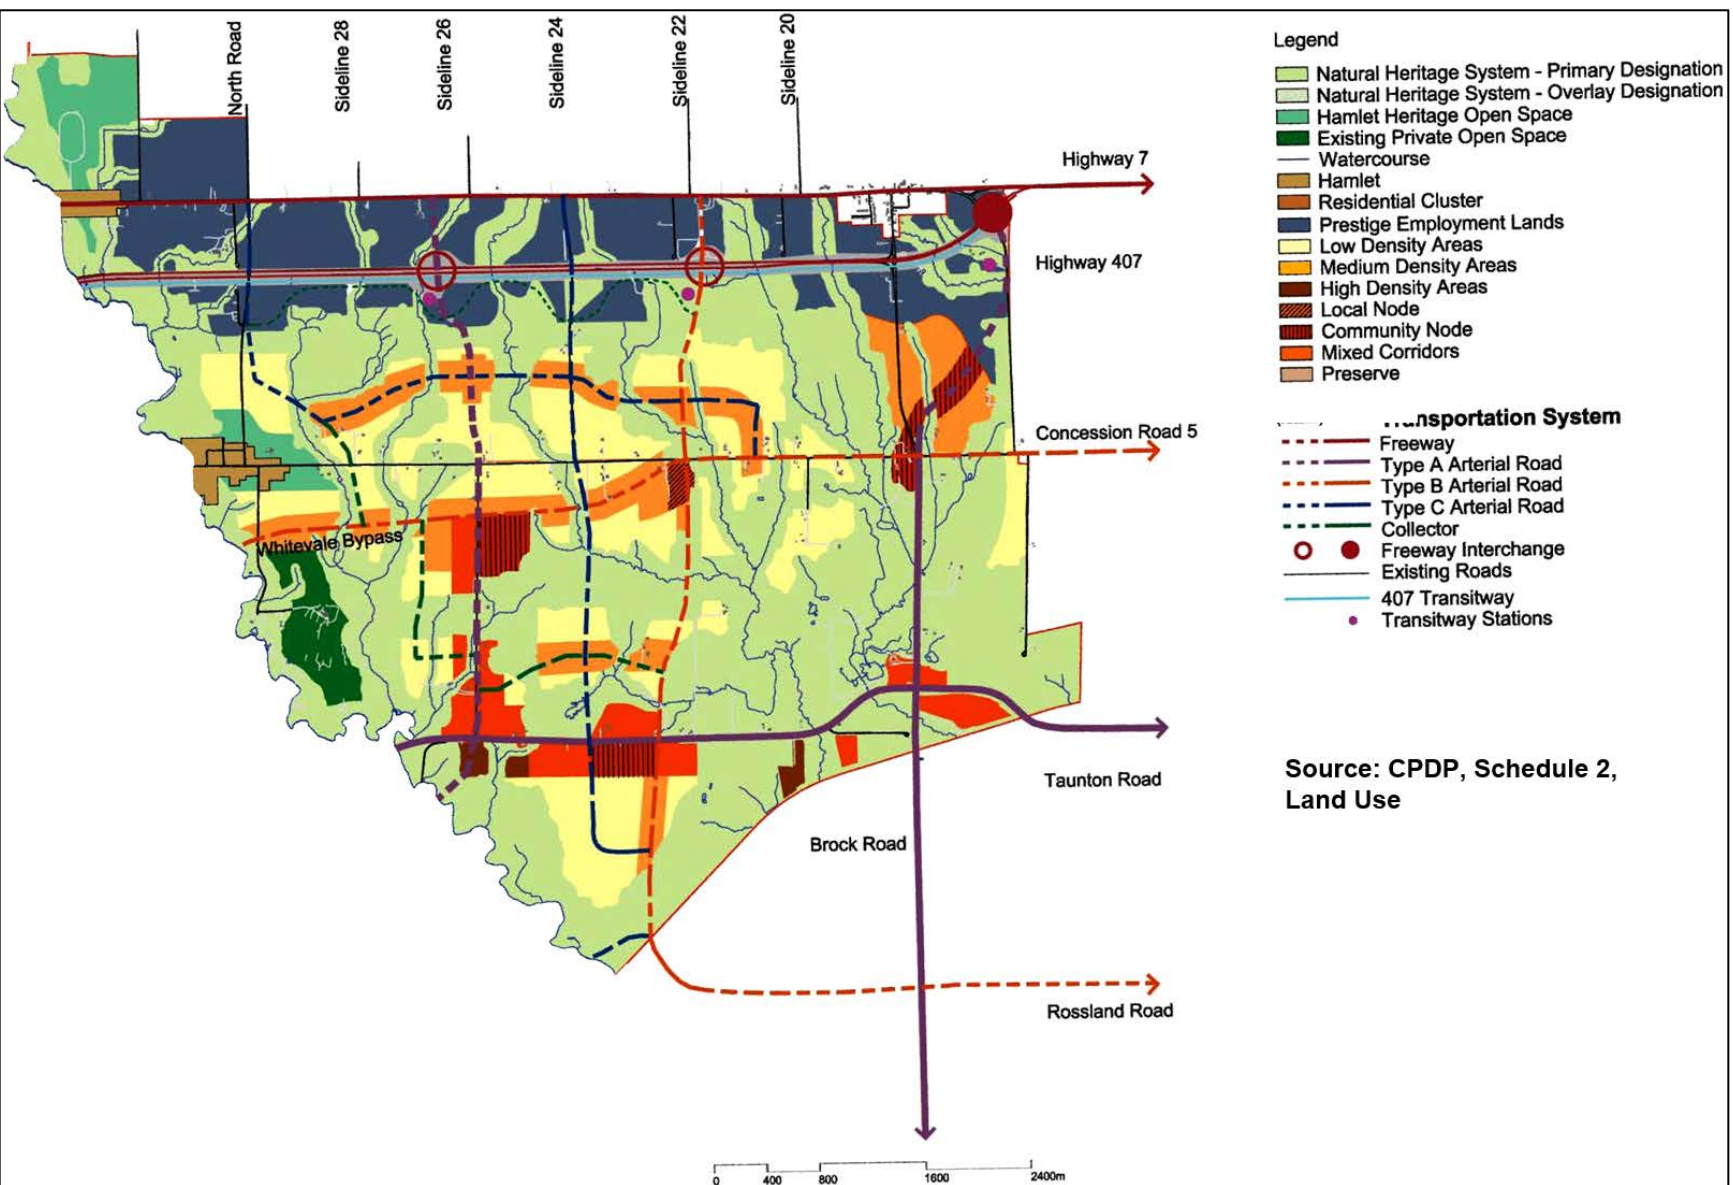 North Road
Sideline 28
Sideline 26
Sideline 24
Sideline 22
Sideline 20
Highway 7
Highway 407
Concession Road 5
Whitevale Bypass
Taunton Road
Brock Road
Rossland Road
0 400 800 1600 2400m
Legend
Natural Heritage System - Primary Designation
Natural Heritage System - Overlay Designation
Hamlet Heritage Open Space
Existing Private Open Space
Watercourse
Hamlet
Residential Cluster
Prestige Employment Lands
Low Density Areas
Medium Density Areas
High Density Areas
Local Node
Community Node
Mixed Corridors
Preserve
System
Freeway
Type A Arterial Road
Type B Arterial Road
Type C Arterial Road
Collector
Freeway Interchange
Existing Roads
407 Transitway
Transitway Stations
Source: CPDP, Schedule 2,
Land Use